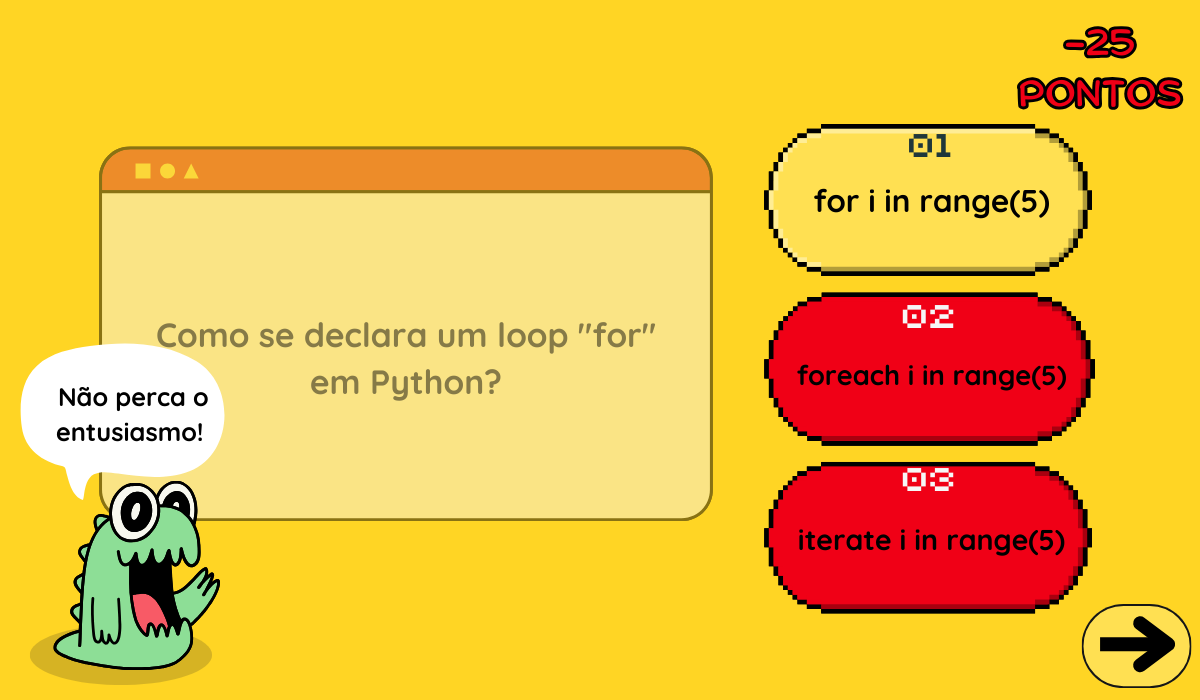 -25
PONTOS
Como se declara um loop "for"
em Python?
Não perca o
entusiasmo!
01
for i in range(5)
02
foreach i in range(5)
03
iterate i in range(5)